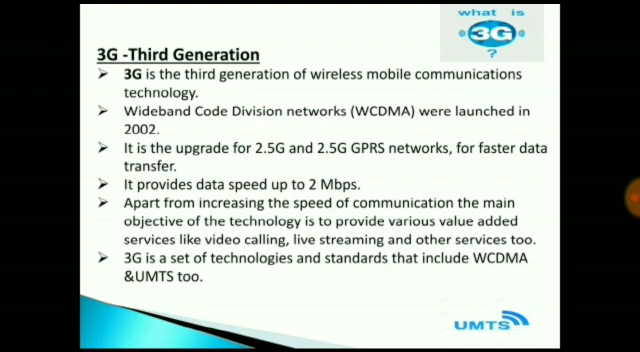 what is
3G
?
3G -Third Generation
➢ 3G is the third generation of wireless mobile communications
technology.
➢ Wideband Code Division networks (WCDMA) were launched in
2002.
➢ It is the upgrade for 2.5G and 2.5G GPRS networks, for faster data
transfer.
➢ It provides data speed up to 2 Mbps.
➢ Apart from increasing the speed of communication the main
objective of the technology is to provide various value added
services like video calling, live streaming and other services too.
➢ 3G is a set of technologies and standards that include WCDMA
&UMTS too.
UMTS